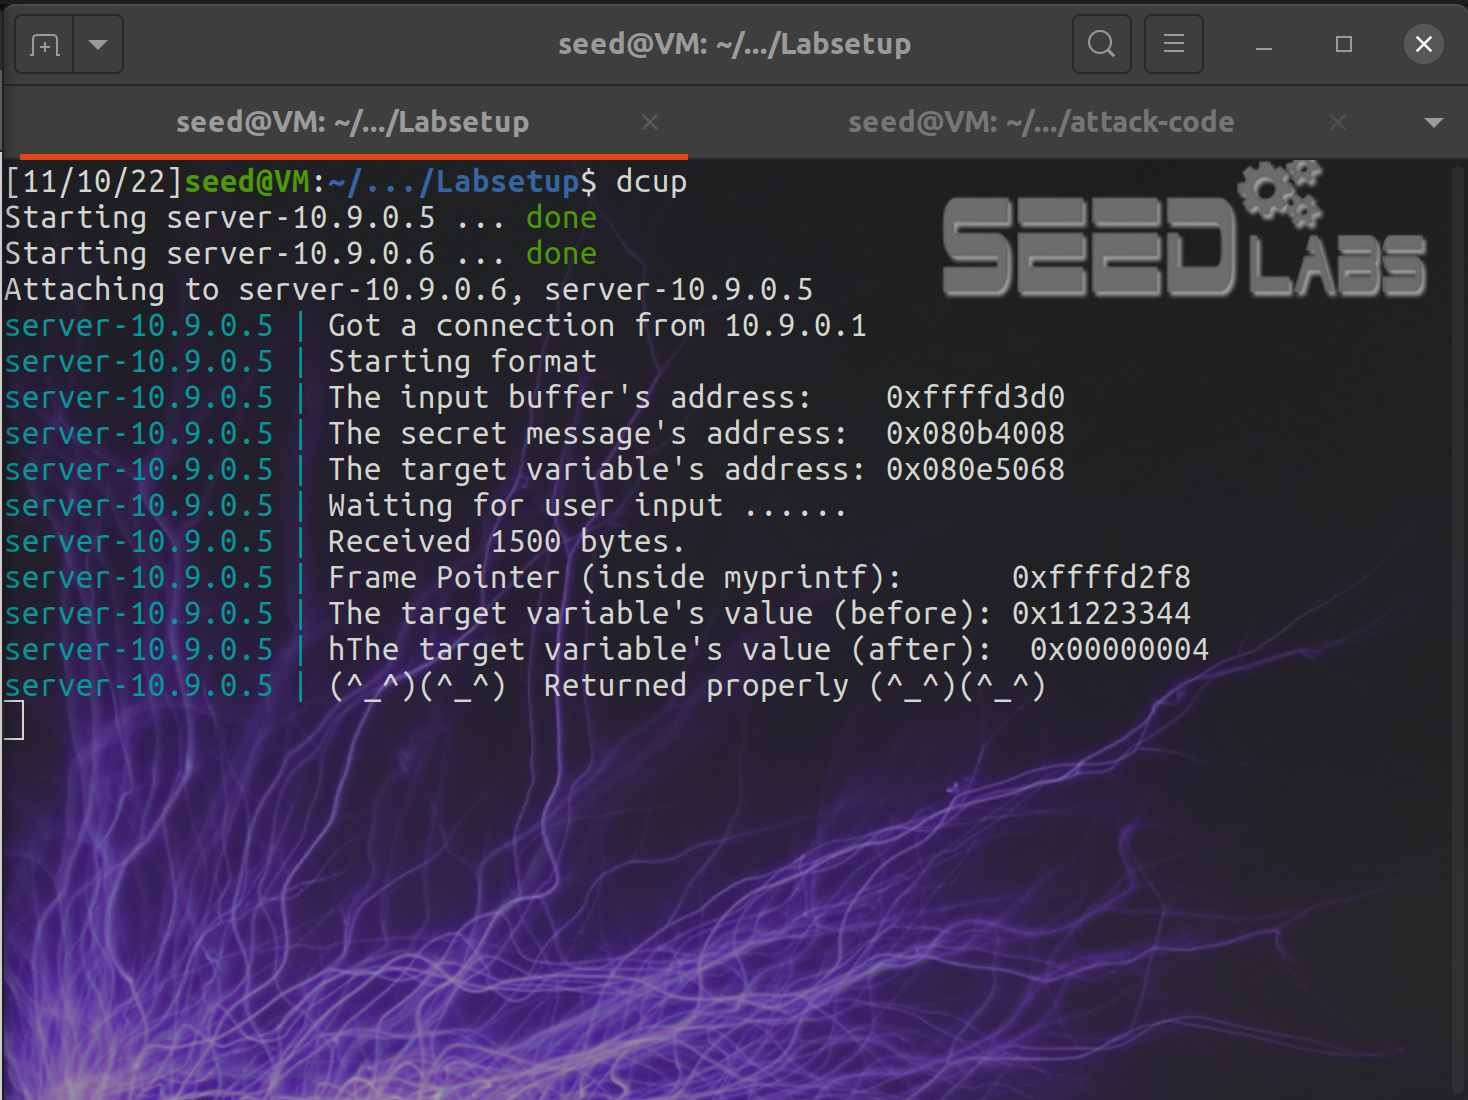 seed@VM: ~/.../Labsetup
seed@VM: ~/.../Labsetup
seed@VM: ~/.../attack-code
SEED LABS
[11/10/22]seed@VM:~/.../Labsetup$ dcup
Starting server-10.9.0.5 ... done
Starting server-10.9.0.6 ... done
Attaching to server-10.9.0.6, server-10.9.0.5
server-10.9.0.5 | Got a connection from 10.9.0.1
server-10.9.0.5 | Starting format
server-10.9.0.5 | The input buffer's address:    0xffffd3d0
server-10.9.0.5 | The secret message's address:  0x080b4008
server-10.9.0.5 | The target variable's address: 0x080e5068
server-10.9.0.5 | Waiting for user input ......
server-10.9.0.5 | Received 1500 bytes.
server-10.9.0.5 | Frame Pointer (inside myprintf):      0xffffd2f8
server-10.9.0.5 | The target variable's value (before): 0x11223344
server-10.9.0.5 | hThe target variable's value (after):  0x00000004
server-10.9.0.5 | (^_^)(^_^)  Returned properly (^_^)(^_^)